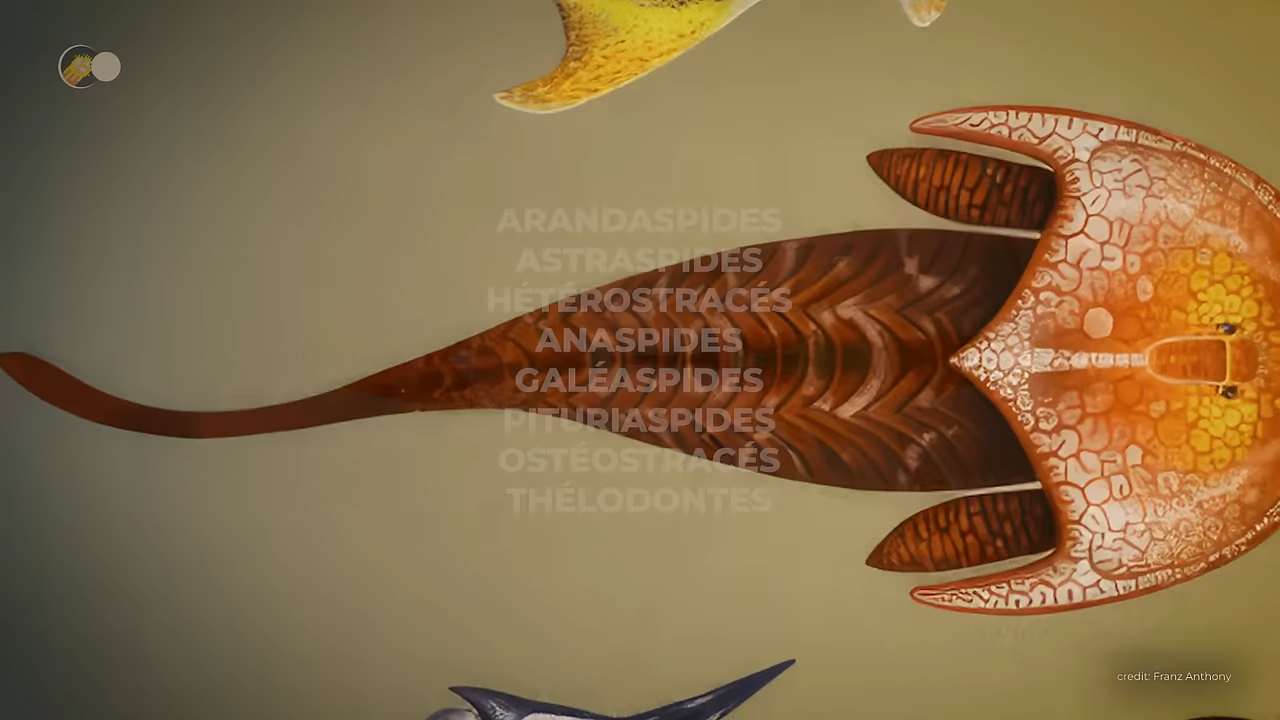 ARANDASPIDES
ASTRASPIDES
HÉTÉROSTRACÉS
ANASPIDES
GALÉASPIDES
PITURIASPIDES
OSTÉOSTRACÉS
THÉLODONTES
credit: Franz Anthony